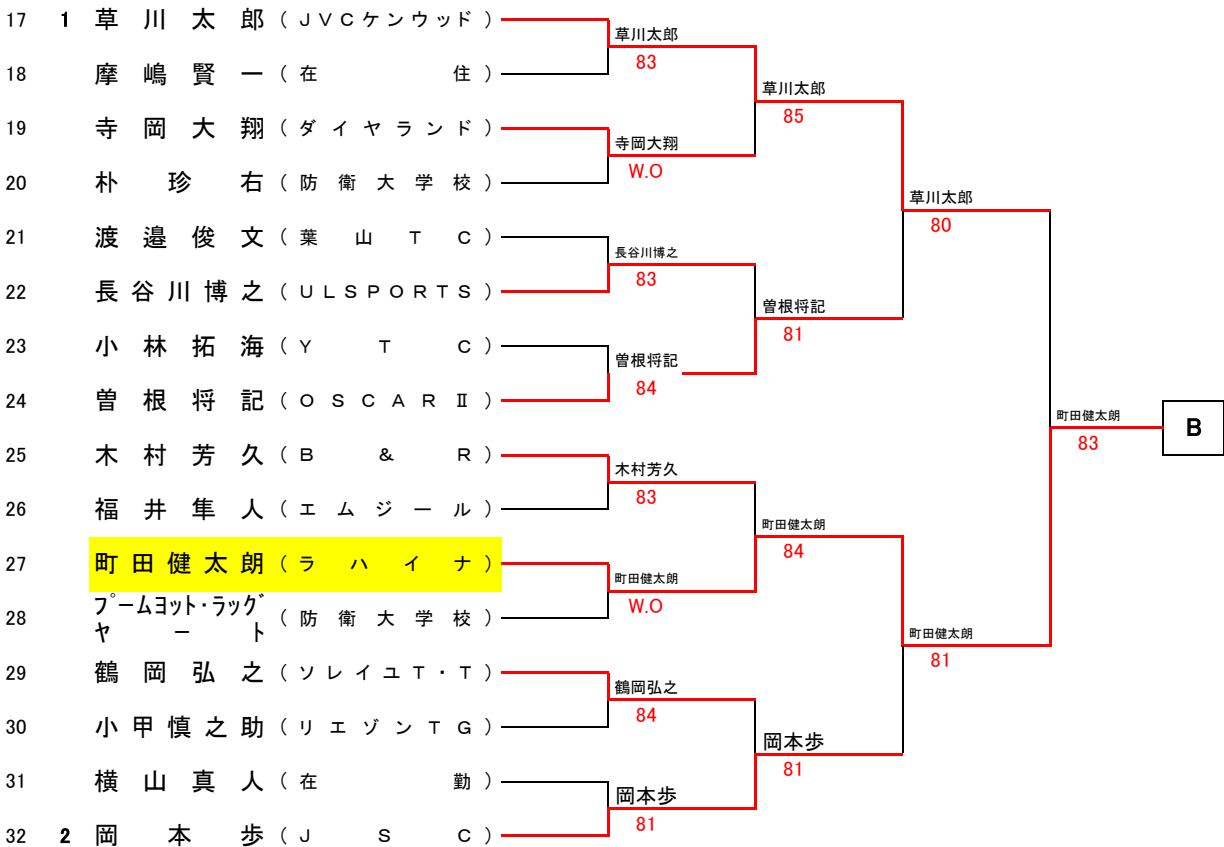 17 1 草川太郎 (JVCケンウッド)
18 摩嶋賢一 (在住)
19 寺岡大翔 (ダイヤランド)
20 朴珍右 (防衛大学校)
21 渡邉俊文 (葉山TC)
22 長谷川博之 (ULSPORTS)
23 小林拓海 (YTC)
24 曽根将記 (OSCARⅡ)
25 木村芳久 (B&R)
26 福井隼人 (エムジール)
27 町田健太朗 (ラハイナ)
28 プームヨット・ラッグヤート (防衛大学校)
29 鶴岡弘之 (ソレイユT・T)
30 小甲慎之助 (リエゾンTG)
31 横山真人 (在勤)
32 2 岡本歩 (JSC)
草川太郎
83
寺岡大翔
W.O
長谷川博之
83
曽根将記
84
木村芳久
83
町田健太朗
W.O
鶴岡弘之
84
岡本歩
81
草川太郎
85
曽根将記
81
町田健太朗
84
岡本歩
81
草川太郎
80
町田健太朗
81
町田健太朗
83
B